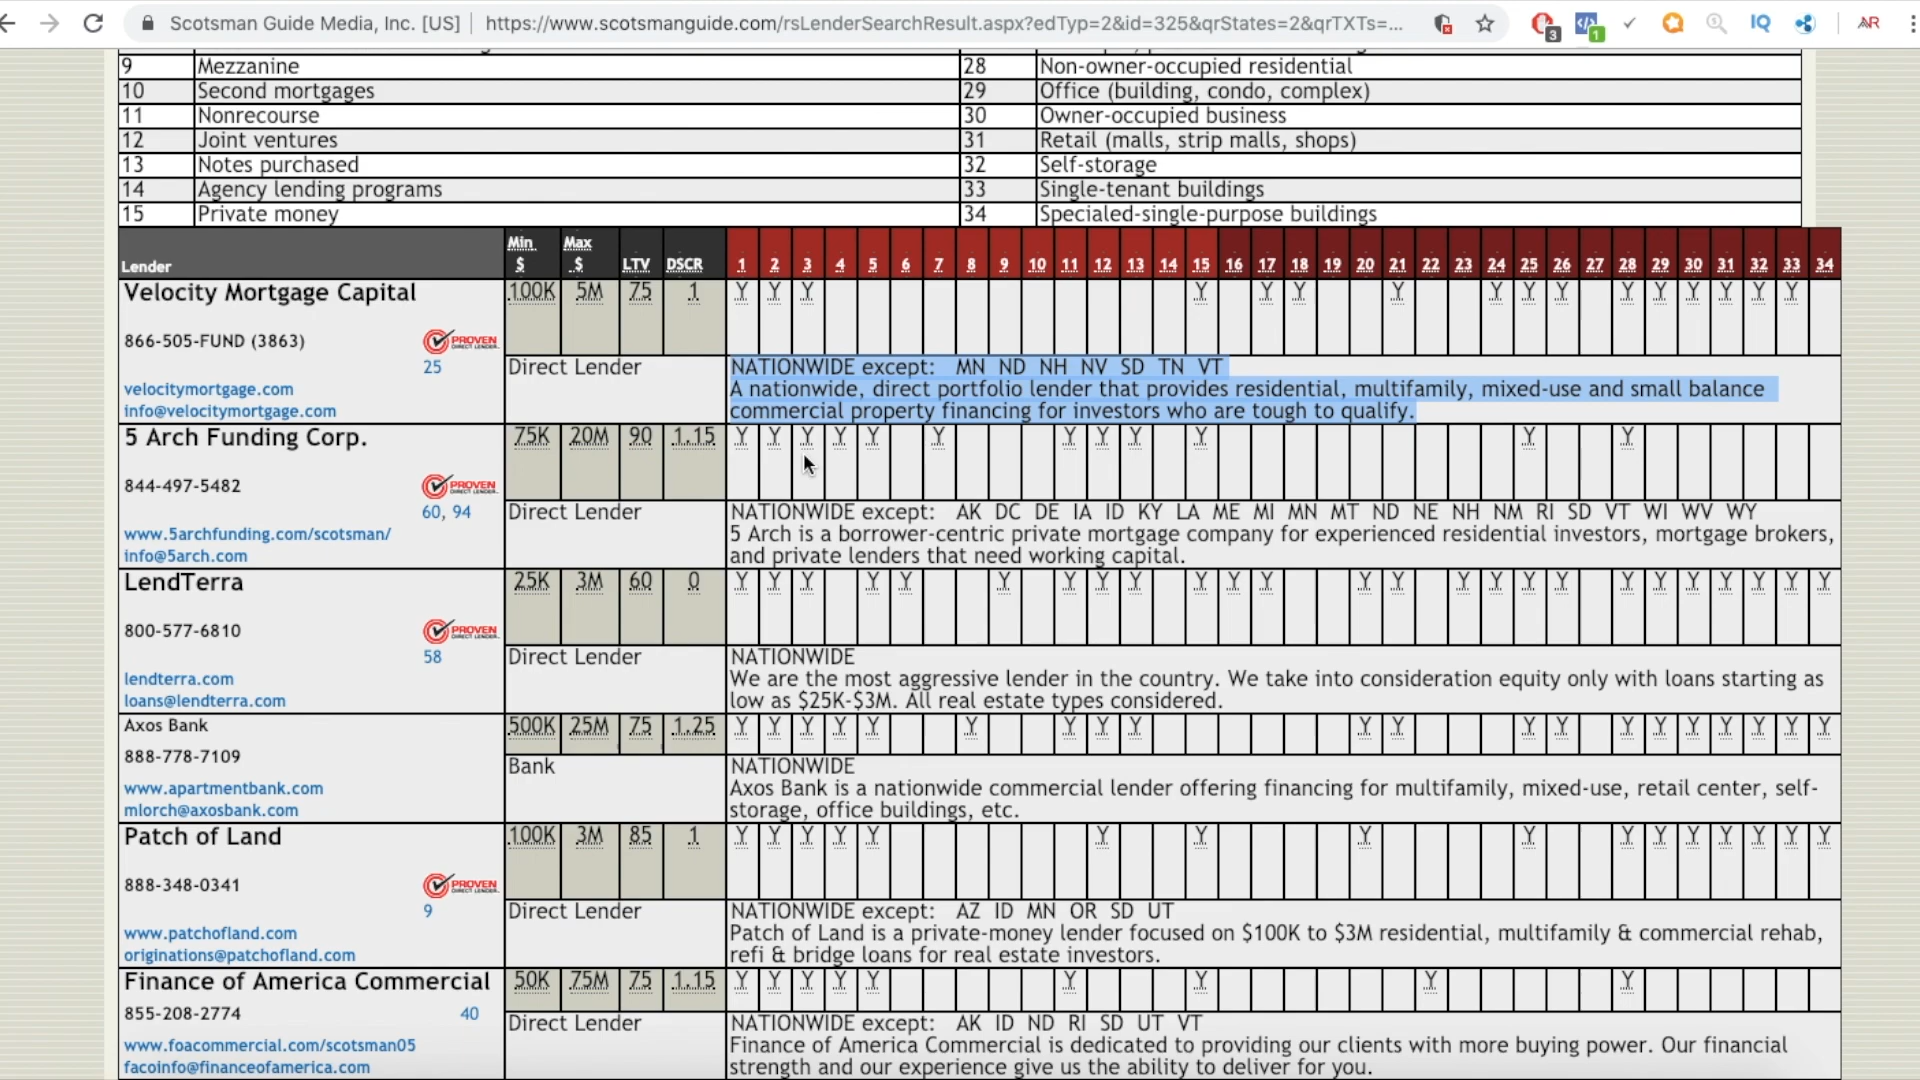 Scotsman Guide Media, Inc. [US] | https://www.scotsmanguide.com/rsLenderSearchResult.aspx?edTyp=2&id=325&qrStates=2&qrTXTs=...
3 1 IQ AR
9 Mezzanine 28 Non-owner-occupied residential
10 Second mortgages 29 Office (building, condo, complex)
11 Nonrecourse 30 Owner-occupied business
12 Joint ventures 31 Retail (malls, strip malls, shops)
13 Notes purchased 32 Self-storage
14 Agency lending programs 33 Single-tenant buildings
15 Private money 34 Specialed-single-purpose buildings
Lender Min $ Max $ LTV DSCR 1 2 3 4 5 6 7 8 9 10 11 12 13 14 15 16 17 18 19 20 21 22 23 24 25 26 27 28 29 30 31 32 33 34
Velocity Mortgage Capital 100K 5M 75 1 Y Y Y Y Y Y Y Y Y Y Y Y Y Y Y Y
866-505-FUND (3863) PROVEN DIRECT LENDER
25 Direct Lender NATIONWIDE except: MN ND NH NV SD TN VT
velocitymortgage.com A nationwide, direct portfolio lender that provides residential, multifamily, mixed-use and small balance
info@velocitymortgage.com commercial property financing for investors who are tough to qualify.
5 Arch Funding Corp. 75K 20M 90 1.15 Y Y Y Y Y Y Y Y Y Y Y Y
844-497-5482 PROVEN DIRECT LENDER
60, 94 Direct Lender NATIONWIDE except: AK DC DE IA ID KY LA ME MI MN MT ND NE NH NM RI SD VT WI WV WY
www.5archfunding.com/scotsman/ 5 Arch is a borrower-centric private mortgage company for experienced residential investors, mortgage brokers,
info@5arch.com and private lenders that need working capital.
LendTerra 25K 3M 60 0 Y Y Y Y Y Y Y Y Y Y Y Y Y Y Y Y Y Y Y Y Y Y Y Y Y
800-577-6810 PROVEN DIRECT LENDER
58 Direct Lender NATIONWIDE
lendterra.com We are the most aggressive lender in the country. We take into consideration equity only with loans starting as
loans@lendterra.com low as $25K-$3M. All real estate types considered.
Axos Bank 500K 25M 75 1.25 Y Y Y Y Y Y Y Y Y Y Y Y Y Y Y Y Y Y Y Y
888-778-7109 Bank NATIONWIDE
www.apartmentbank.com Axos Bank is a nationwide commercial lender offering financing for multifamily, mixed-use, retail center, self-
mlorch@axosbank.com storage, office buildings, etc.
Patch of Land 100K 3M 85 1 Y Y Y Y Y Y Y Y Y Y Y Y Y Y Y Y
888-348-0341 PROVEN DIRECT LENDER
9 Direct Lender NATIONWIDE except: AZ ID MN OR SD UT
www.patchofland.com Patch of Land is a private-money lender focused on $100K to $3M residential, multifamily & commercial rehab,
originations@patchofland.com refi & bridge loans for real estate investors.
Finance of America Commercial 50K 75M 75 1.15 Y Y Y Y Y Y Y Y Y
855-208-2774 40 Direct Lender NATIONWIDE except: AK ID ND RI SD UT VT
www.foacommercial.com/scotsman05 Finance of America Commercial is dedicated to providing our clients with more buying power. Our financial
facoinfo@financeofamerica.com strength and our experience give us the ability to deliver for you.